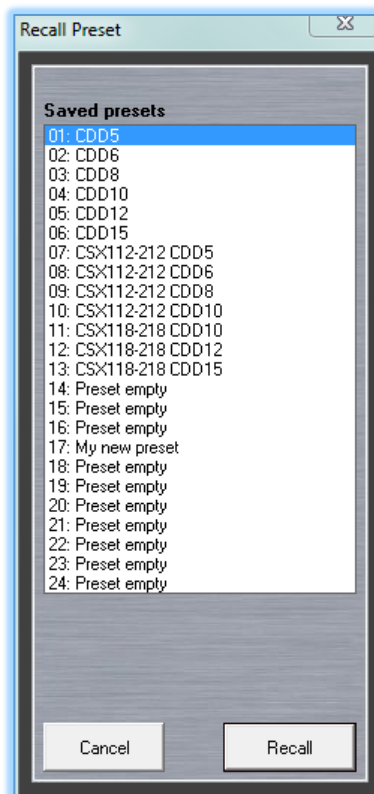 Recall Preset
Saved presets
01: CDD5
02: CDD6
03: CDD8
04: CDD10
05: CDD12
06: CDD15
07: CSX112-212 CDD5
08: CSX112-212 CDD6
09: CSX112-212 CDD8
10: CSX112-212 CDD10
11: CSX118-218 CDD10
12: CSX118-218 CDD12
13: CSX118-218 CDD15
14: Preset empty
15: Preset empty
16: Preset empty
17: My new preset
18: Preset empty
19: Preset empty
20: Preset empty
21: Preset empty
22: Preset empty
23: Preset empty
24: Preset empty
Cancel Recall